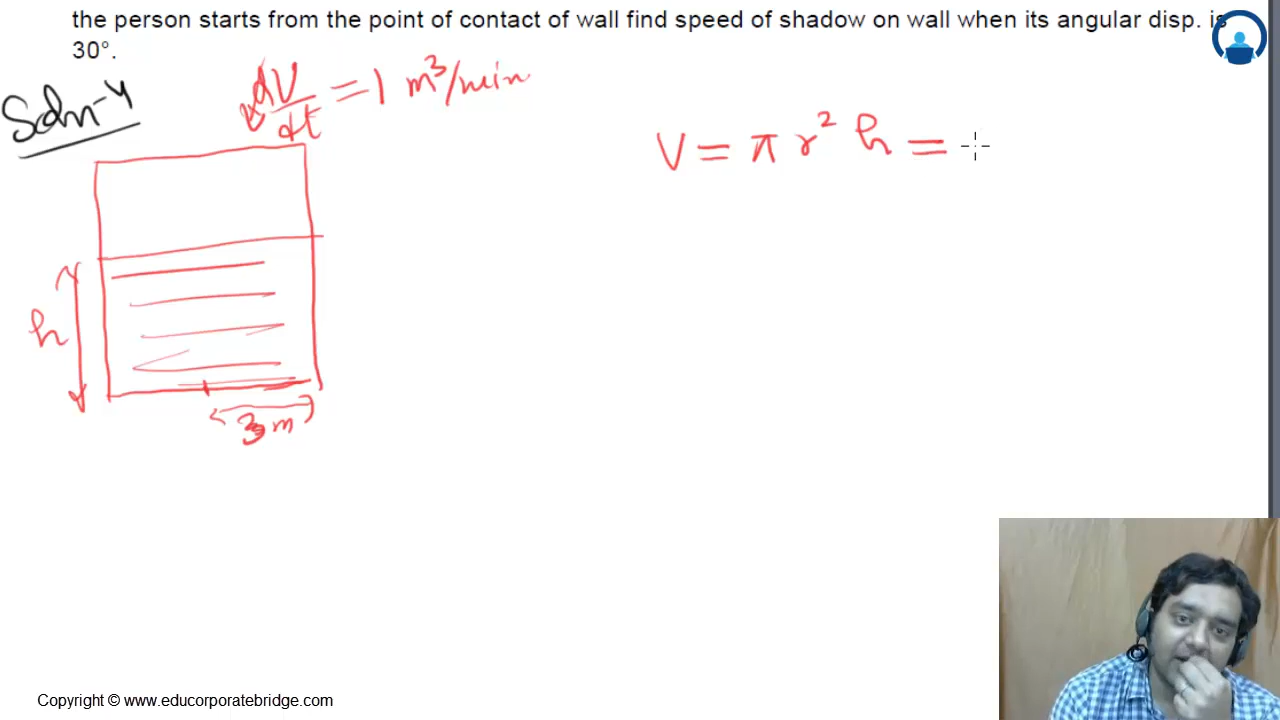 the person starts from the point of contact of wall find speed of shadow on wall when its angular disp. is
30°.
Soln-4
dV/dt = 1 m³/min
V = π r² h =
h
3 m
Copyright © www.educorporatebridge.com